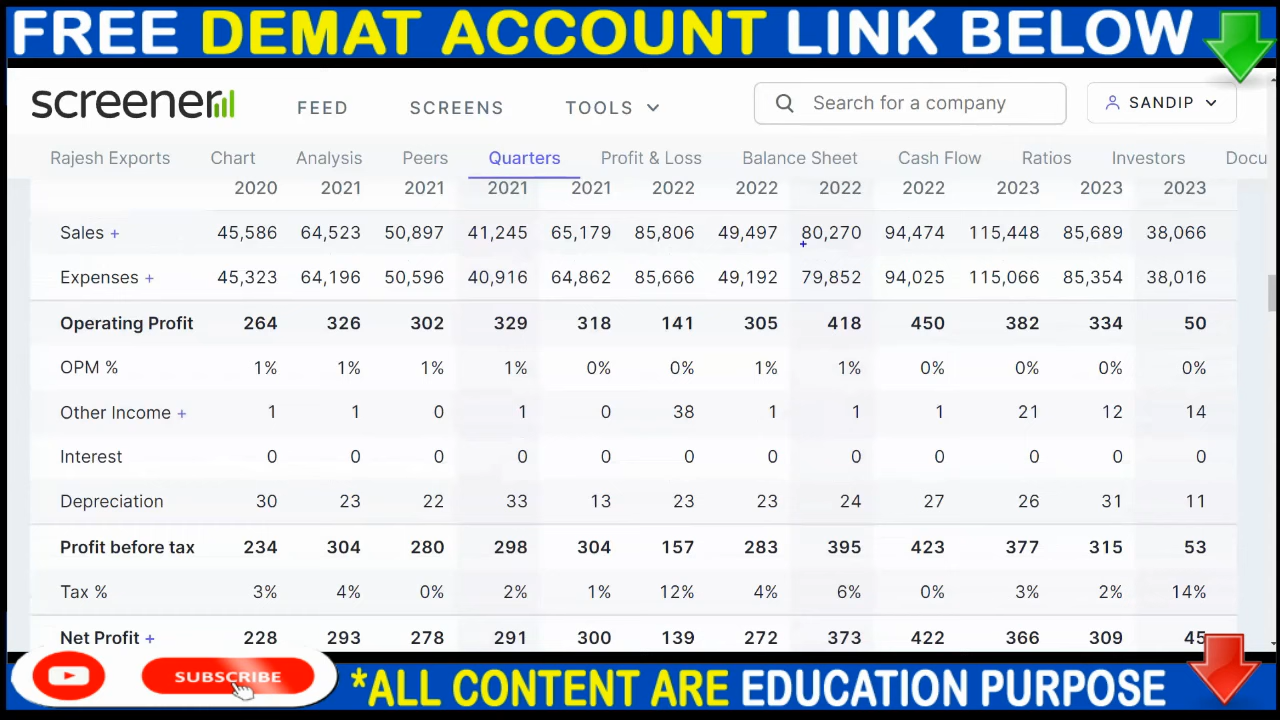 FREE DEMAT ACCOUNT LINK BELOW
screener FEED SCREENS TOOLS Search for a company SANDIP
Rajesh Exports Chart Analysis Peers Quarters Profit & Loss Balance Sheet Cash Flow Ratios Investors Docu
2020 2021 2021 2021 2021 2022 2022 2022 2022 2023 2023 2023
Sales + 45,586 64,523 50,897 41,245 65,179 85,806 49,497 80,270 94,474 115,448 85,689 38,066
Expenses + 45,323 64,196 50,596 40,916 64,862 85,666 49,192 79,852 94,025 115,066 85,354 38,016
Operating Profit 264 326 302 329 318 141 305 418 450 382 334 50
OPM % 1% 1% 1% 1% 0% 0% 1% 1% 0% 0% 0% 0%
Other Income + 1 1 0 1 0 38 1 1 1 21 12 14
Interest 0 0 0 0 0 0 0 0 0 0 0 0
Depreciation 30 23 22 33 13 23 23 24 27 26 31 11
Profit before tax 234 304 280 298 304 157 283 395 423 377 315 53
Tax % 3% 4% 0% 2% 1% 12% 4% 6% 0% 3% 2% 14%
Net Profit + 228 293 278 291 300 139 272 373 422 366 309 45
SUBSCRIBE *ALL CONTENT ARE EDUCATION PURPOSE